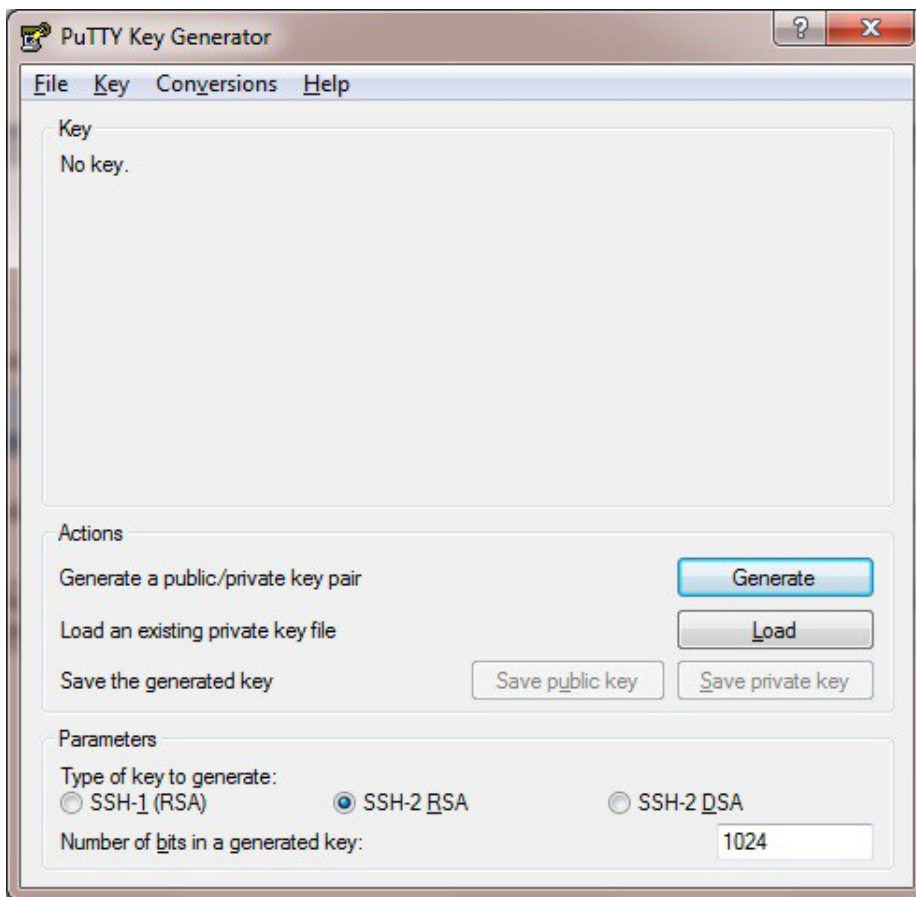 PuTTY Key Generator
File Key Conversions Help
Key
No key.
Actions
Generate a public/private key pair Generate
Load an existing private key file Load
Save the generated key Save public key Save private key
Parameters
Type of key to generate:
SSH-1 (RSA) SSH-2 RSA SSH-2 DSA
Number of bits in a generated key: 1024